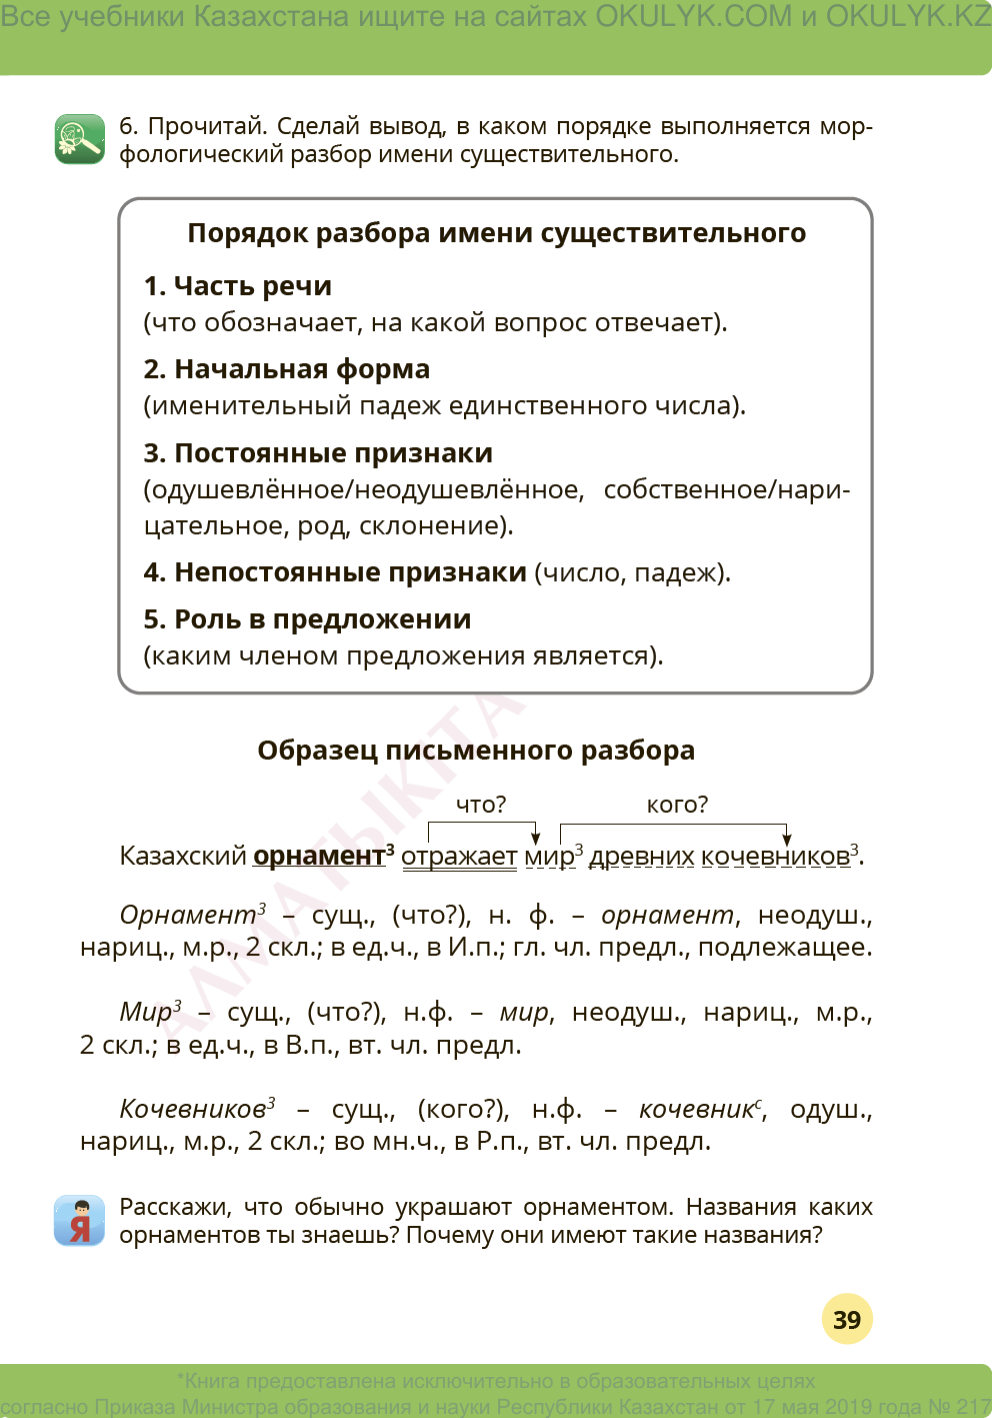 Все учебники Казахстана ищите на сайтах OKULYK.COM и OKULYK.KZ
6. Прочитай. Сделай вывод, в каком порядке выполняется мор-
фологический разбор имени существительного.
Порядок разбора имени существительного
1. Часть речи
(что обозначает, на какой вопрос отвечает).
2. Начальная форма
(именительный падеж единственного числа).
3. Постоянные признаки
(одушевлённое/неодушевлённое, собственное/нари-
цательное, род, склонение).
4. Непостоянные признаки (число, падеж).
5. Роль в предложении
(каким членом предложения является).
АЛМАТЫКІТАП
Образец письменного разбора
что? кого?
Казахский орнамент³ отражает мир³ древних кочевников³.
Орнамент³ – сущ., (что?), н. ф. – орнамент, неодуш.,
нариц., м.р., 2 скл.; в ед.ч., в И.п.; гл. чл. предл., подлежащее.
Мир³ – сущ., (что?), н.ф. – мир, неодуш., нариц., м.р.,
2 скл.; в ед.ч., в В.п., вт. чл. предл.
Кочевников³ – сущ., (кого?), н.ф. – кочевникᶜ, одуш.,
нариц., м.р., 2 скл.; во мн.ч., в Р.п., вт. чл. предл.
Я
Расскажи, что обычно украшают орнаментом. Названия каких
орнаментов ты знаешь? Почему они имеют такие названия?
39
*Книга предоставлена исключительно в образовательных целях
согласно Приказа Министра образования и науки Республики Казахстан от 17 мая 2019 года № 217